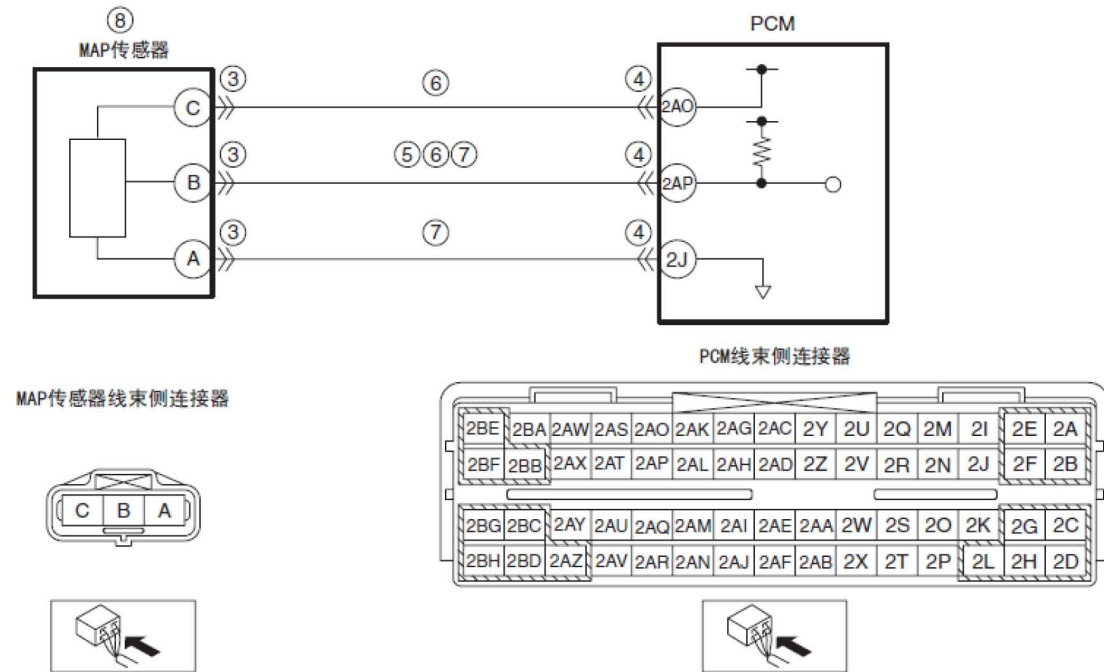 ⑧
MAP传感器
PCM
③ ⑥ ④
C 2AO
③ ⑤⑥⑦ ④
B 2AP
③ ⑦ ④
A 2J
PCM线束侧连接器
MAP传感器线束侧连接器
2BE 2BA 2AW 2AS 2AO 2AK 2AG 2AC 2Y 2U 2Q 2M 2I 2E 2A
2BF 2BB 2AX 2AT 2AP 2AL 2AH 2AD 2Z 2V 2R 2N 2J 2F 2B
C B A
2BG 2BC 2AY 2AU 2AQ 2AM 2AI 2AE 2AA 2W 2S 2O 2K 2G 2C
2BH 2BD 2AZ 2AV 2AR 2AN 2AJ 2AF 2AB 2X 2T 2P 2L 2H 2D